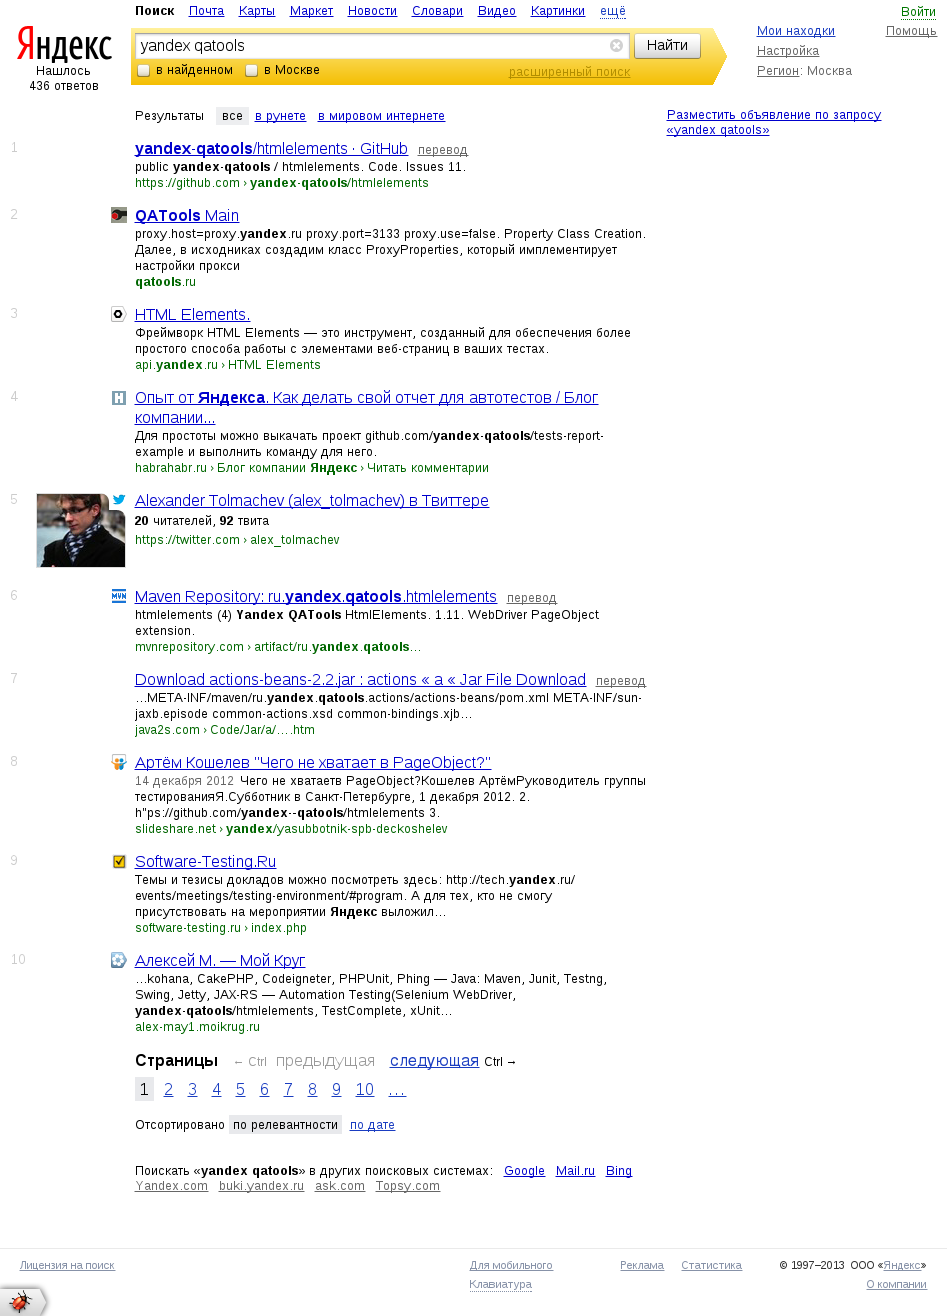 Поиск Почта Карты Маркет Новости Словари Видео Картинки ещё
Войти
Яндекс
yandex qatools
Найти
Мои находки
Помощь
Нашлось
436 ответов
в найденном в Москве расширенный поиск
Настройка
Регион: Москва
Результаты все в рунете в мировом интернете
Разместить объявление по запросу
«yandex qatools»
1
yandex-qatools/htmlelements · GitHub перевод
public yandex-qatools / htmlelements. Code. Issues 11.
https://github.com › yandex-qatools/htmlelements
2
QATools Main
proxy.host=proxy.yandex.ru proxy.port=3133 proxy.use=false. Property Class Creation.
Далее, в исходниках создадим класс ProxyProperties, который имплементирует
настройки прокси
qatools.ru
3
HTML Elements.
Фреймворк HTML Elements — это инструмент, созданный для обеспечения более
простого способа работы с элементами веб-страниц в ваших тестах.
api.yandex.ru › HTML Elements
4
Опыт от Яндекса. Как делать свой отчет для автотестов / Блог
компании...
Для простоты можно выкачать проект github.com/yandex-qatools/tests-report-
example и выполнить команду для него.
habrahabr.ru › Блог компании Яндекс › Читать комментарии
5
Alexander Tolmachev (alex_tolmachev) в Твиттере
20 читателей, 92 твита
https://twitter.com › alex_tolmachev
6
Maven Repository: ru.yandex.qatools.htmlelements перевод
htmlelements (4) Yandex QATools HtmlElements. 1.11. WebDriver PageObject
extension.
mvnrepository.com › artifact/ru.yandex.qatools...
7
Download actions-beans-2.2.jar : actions « a « Jar File Download перевод
...META-INF/maven/ru.yandex.qatools.actions/actions-beans/pom.xml META-INF/sun-
jaxb.episode common-actions.xsd common-bindings.xjb...
java2s.com › Code/Jar/a/....htm
8
Артём Кошелев "Чего не хватает в PageObject?"
14 декабря 2012 Чего не хватаетв PageObject?Кошелев АртёмРуководитель группы
тестированияЯ.Субботник в Санкт-Петербурге, 1 декабря 2012. 2.
h"ps://github.com/yandex-­‐qatools/htmlelements 3.
slideshare.net › yandex/yasubbotnik-spb-deckoshelev
9
Software-Testing.Ru
Темы и тезисы докладов можно посмотреть здесь: http://tech.yandex.ru/
events/meetings/testing-environment/#program. А для тех, кто не смогу
присутствовать на мероприятии Яндекс выложил...
software-testing.ru › index.php
10
Алексей М. — Мой Круг
...kohana, CakePHP, Codeigneter, PHPUnit, Phing — Java: Maven, Junit, Testng,
Swing, Jetty, JAX-RS — Automation Testing(Selenium WebDriver,
yandex-qatools/htmlelements, TestComplete, xUnit...
alex-may1.moikrug.ru
Страницы ← Ctrl предыдущая следующая Ctrl →
1 2 3 4 5 6 7 8 9 10 ...
Отсортировано по релевантности по дате
Поискать «yandex qatools» в других поисковых системах: Google Mail.ru Bing
Yandex.com buki.yandex.ru ask.com Topsy.com
Лицензия на поиск Для мобильного Реклама Статистика © 1997–2013 ООО «Яндекс»
Клавиатура О компании